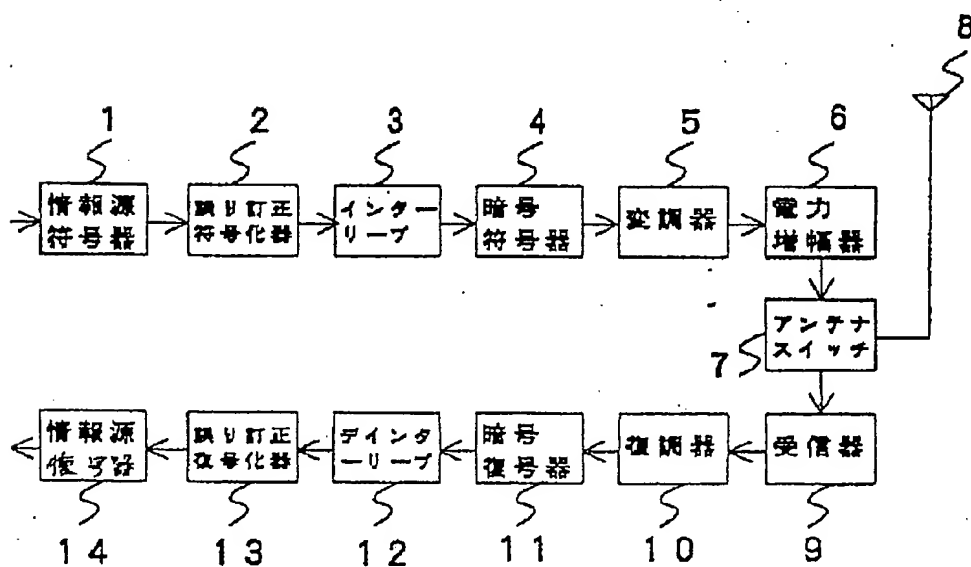 8
1
2
3
4
5
6
情報源
符号器
誤り訂正
符号化器
インター
リーブ
暗号
符号器
変調器
電力
増幅器
アンテナ
スイッチ
7
情報源
復号器
誤り訂正
復号化器
デインタ
ーリーブ
暗号
復号器
復調器
受信器
14
13
12
11
10
9